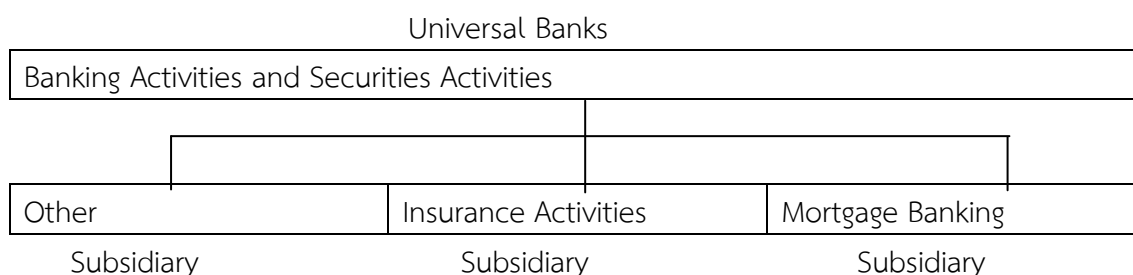 Universal Banks
Banking Activities and Securities Activities
Other Insurance Activities Mortgage Banking
Subsidiary Subsidiary Subsidiary